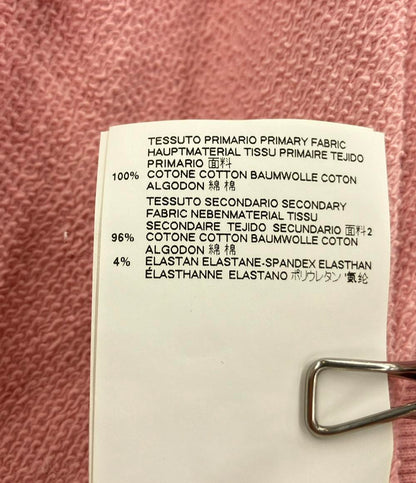 TESSUTO PRIMARIO PRIMARY FABRIC
HAUPTMATERIAL TISSU PRIMAIRE TEJIDO
PRIMARIO 面料
100% COTONE COTTON BAUMWOLLE COTON
ALGODON 綿 棉
TESSUTO SECONDARIO SECONDARY
FABRIC NEBENMATERIAL TISSU
SECONDAIRE TEJIDO SECUNDARIO 面料2
96% COTONE COTTON BAUMWOLLE COTON
ALGODON 綿 棉
4% ELASTAN ELASTANE-SPANDEX ELASTHAN
ÉLASTHANNE ELASTANO ポリウレタン '氨纶